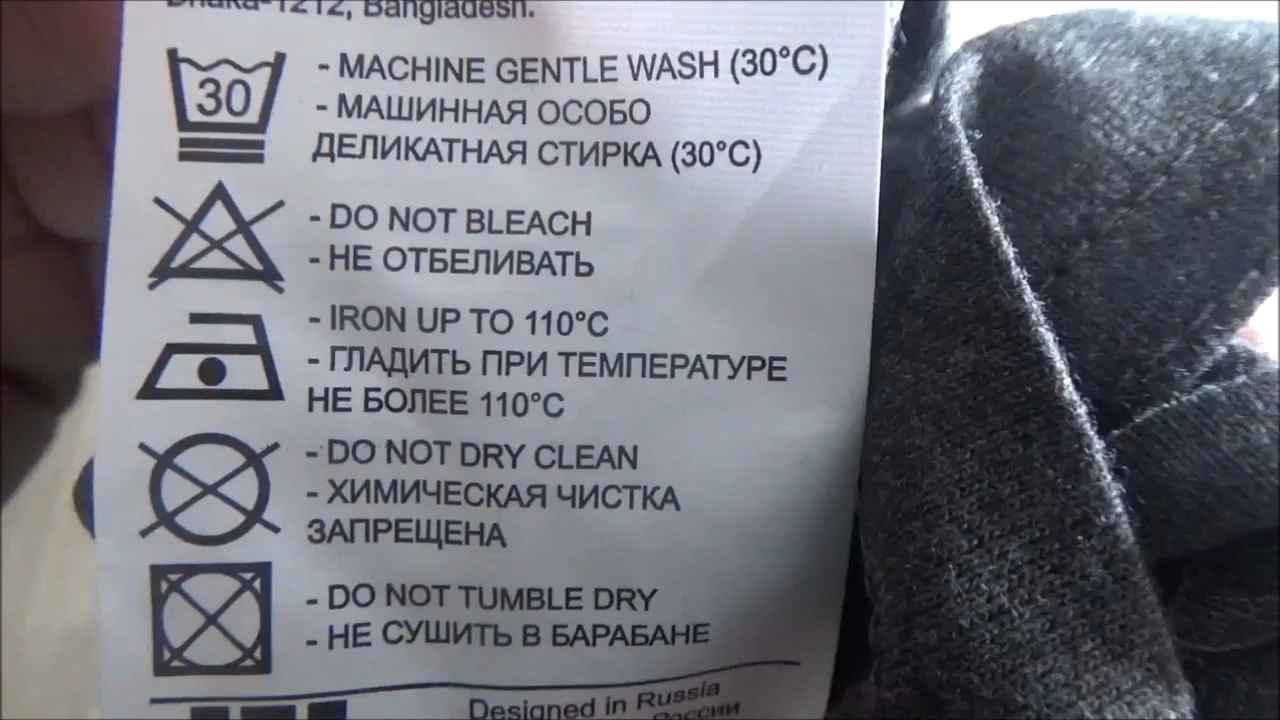 Dhaka-1212, Bangladesh.
30
- MACHINE GENTLE WASH (30°C)
- МАШИННАЯ ОСОБО
ДЕЛИКАТНАЯ СТИРКА (30°C)
- DO NOT BLEACH
- НЕ ОТБЕЛИВАТЬ
- IRON UP TO 110°C
- ГЛАДИТЬ ПРИ ТЕМПЕРАТУРЕ
НЕ БОЛЕЕ 110°C
- DO NOT DRY CLEAN
- ХИМИЧЕСКАЯ ЧИСТКА
ЗАПРЕЩЕНА
- DO NOT TUMBLE DRY
- НЕ СУШИТЬ В БАРАБАНЕ
Designed in Russia
России